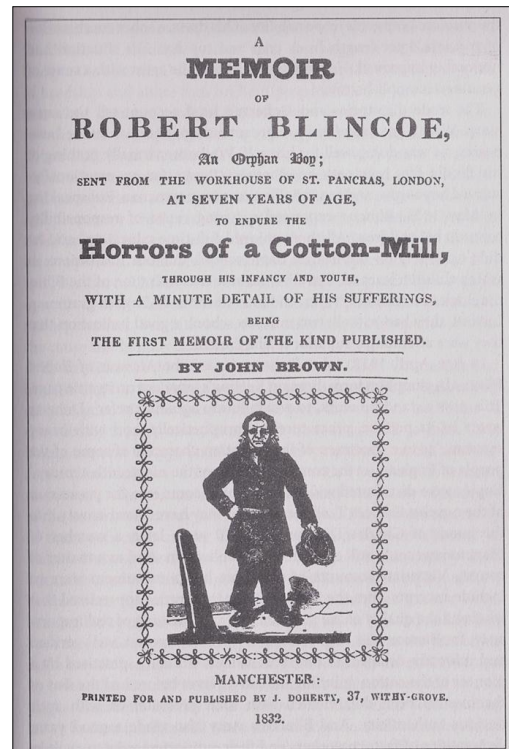 A
MEMOIR
OF
ROBERT BLINCOE,
An Orphan Boy;
SENT FROM THE WORKHOUSE OF ST. PANCRAS, LONDON,
AT SEVEN YEARS OF AGE,
TO ENDURE THE
Horrors of a Cotton-Mill,
THROUGH HIS INFANCY AND YOUTH,
WITH A MINUTE DETAIL OF HIS SUFFERINGS,
BEING
THE FIRST MEMOIR OF THE KIND PUBLISHED.
BY JOHN BROWN.
MANCHESTER:
PRINTED FOR AND PUBLISHED BY J. DOHERTY, 37, WITHY-GROVE.
1832.